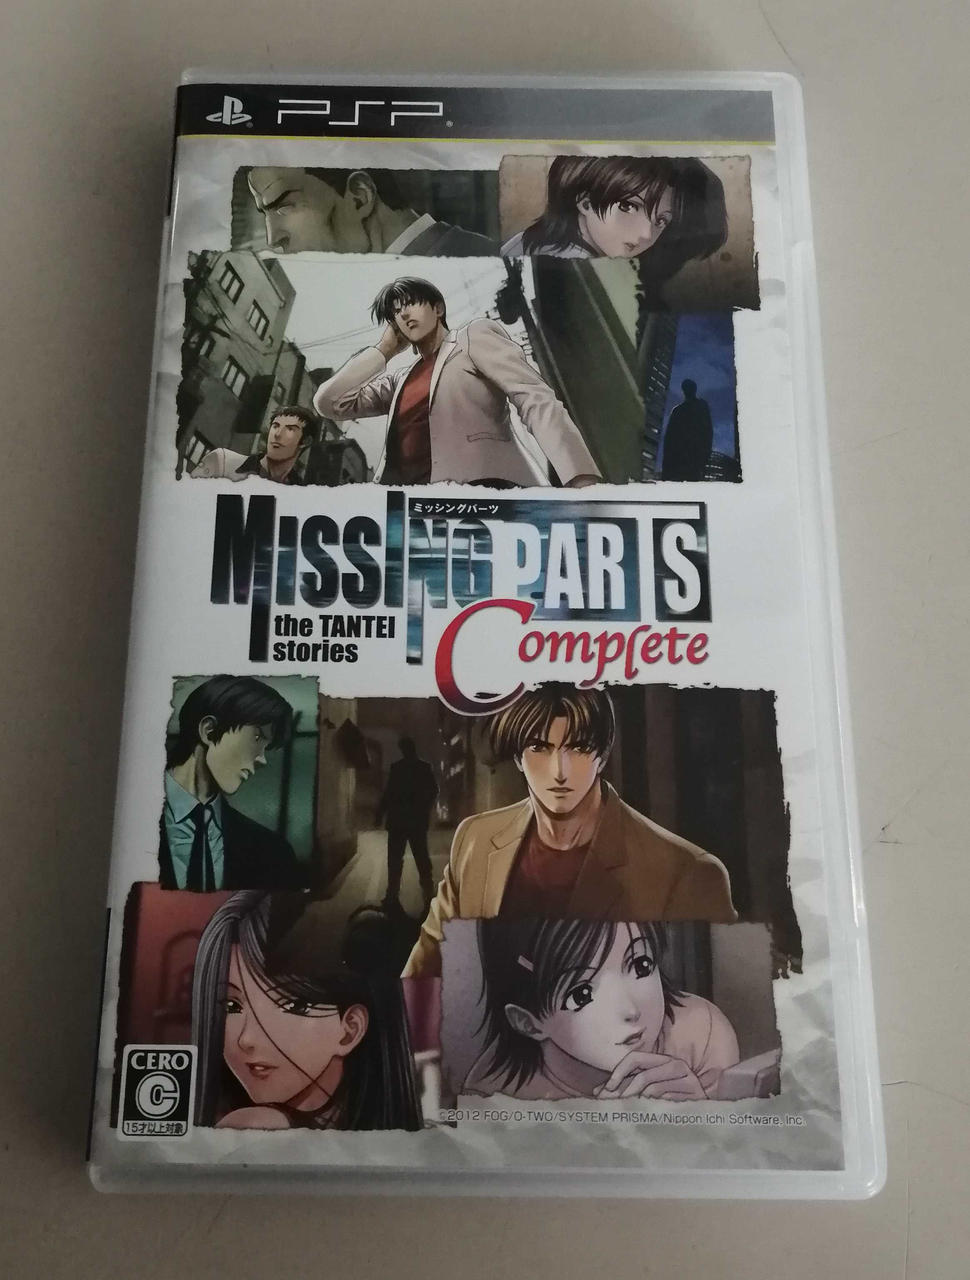 PSP®
ミッシングパーツ
MISSING PARTS
the TANTEI
stories
Complete
CERO
C
15才以上対象
©2012 FOG/O-TWO/SYSTEM PRISMA/Nippon Ichi Software, Inc.